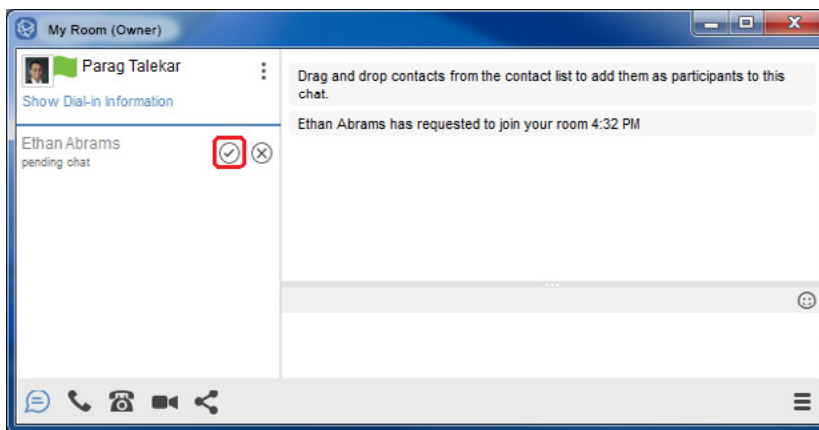 My Room (Owner)
Parag Talekar
Show Dial-in Information
Ethan Abrams
pending chat
Drag and drop contacts from the contact list to add them as participants to this
chat.
Ethan Abrams has requested to join your room 4:32 PM